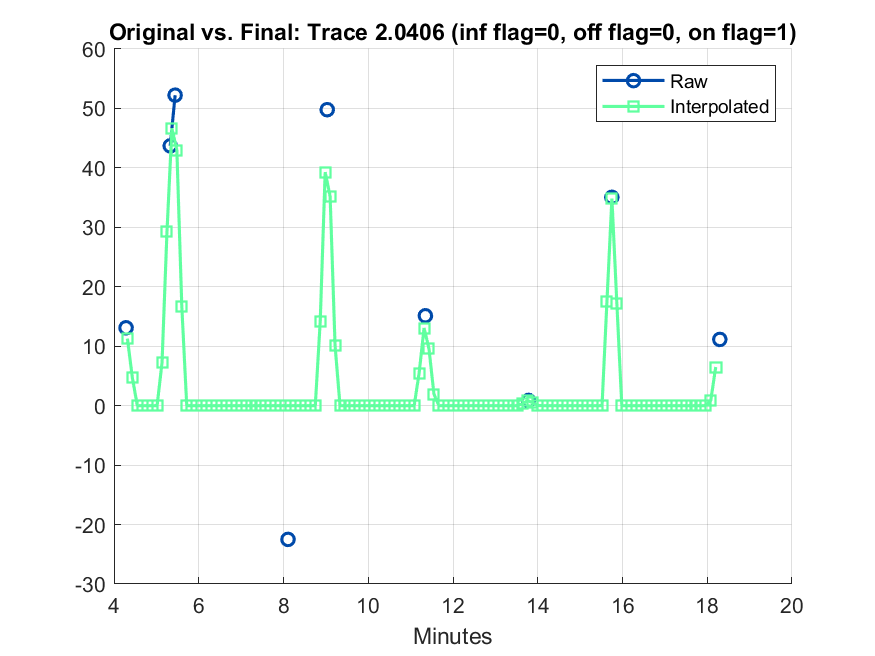 Original vs. Final: Trace 2.0406 (inf flag=0, off flag=0, on flag=1)
60
50
40
30
20
10
0
-10
-20
-30
Raw
Interpolated
4 6 8 10 12 14 16 18 20
Minutes